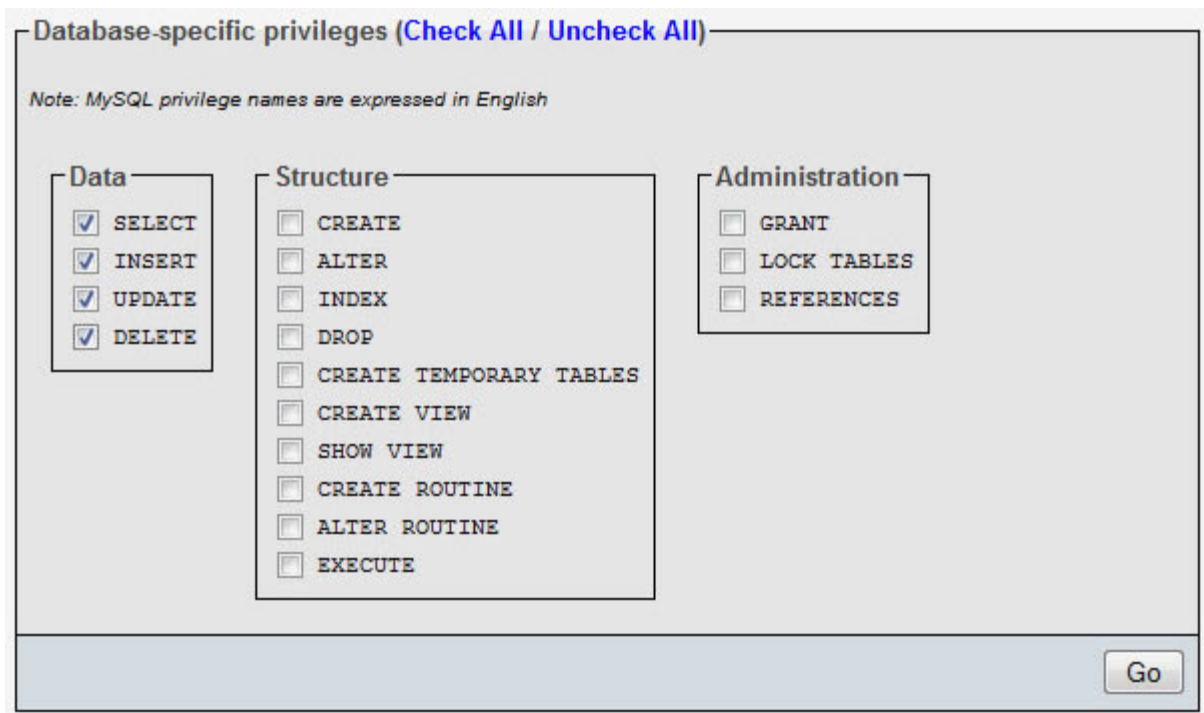 Database-specific privileges (Check All / Uncheck All)
Note: MySQL privilege names are expressed in English
Data
SELECT
INSERT
UPDATE
DELETE
Structure
CREATE
ALTER
INDEX
DROP
CREATE TEMPORARY TABLES
CREATE VIEW
SHOW VIEW
CREATE ROUTINE
ALTER ROUTINE
EXECUTE
Administration
GRANT
LOCK TABLES
REFERENCES
Go